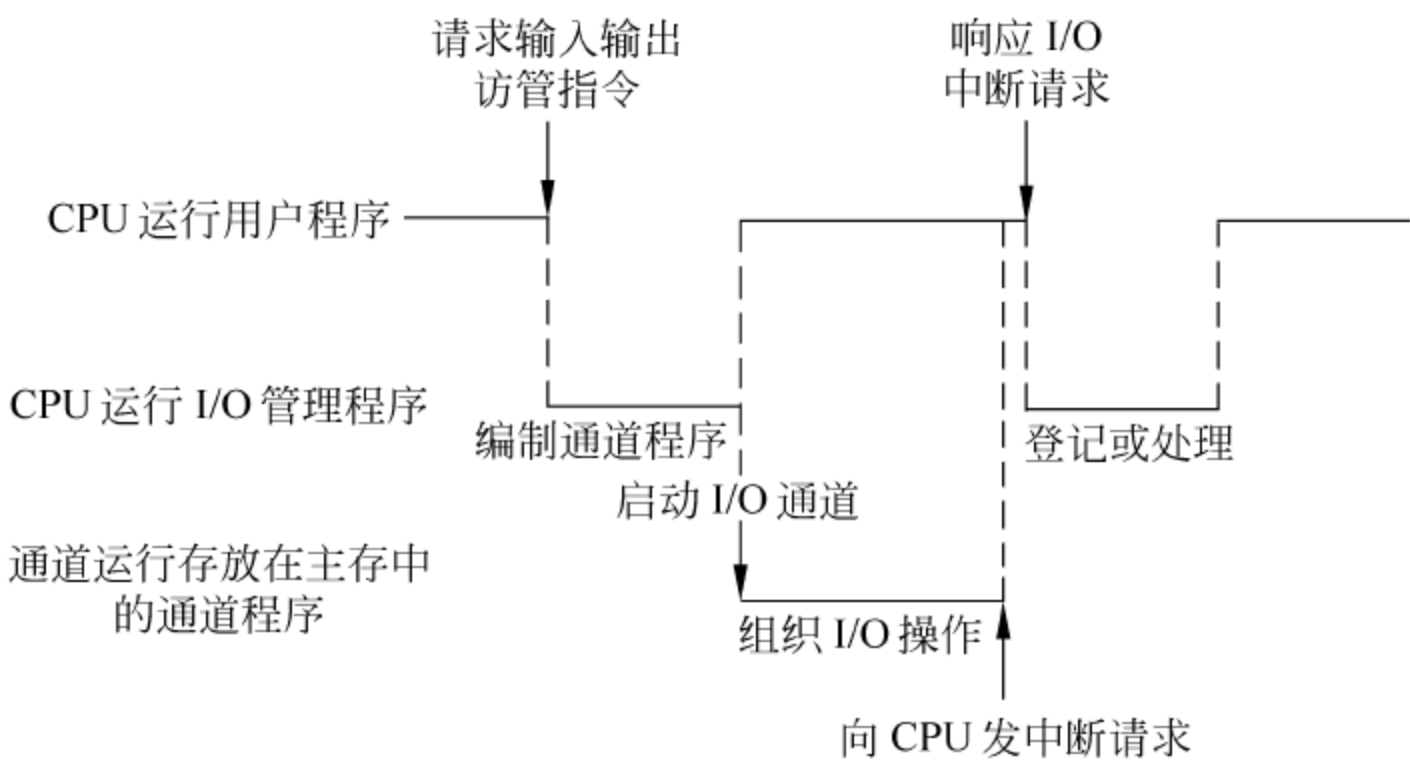 请求输入输出
访管指令
响应 I/O
中断请求
CPU 运行用户程序
CPU 运行 I/O 管理程序
编制通道程序
登记或处理
启动 I/O 通道
通道运行存放在主存中
的通道程序
组织 I/O 操作
向 CPU 发中断请求